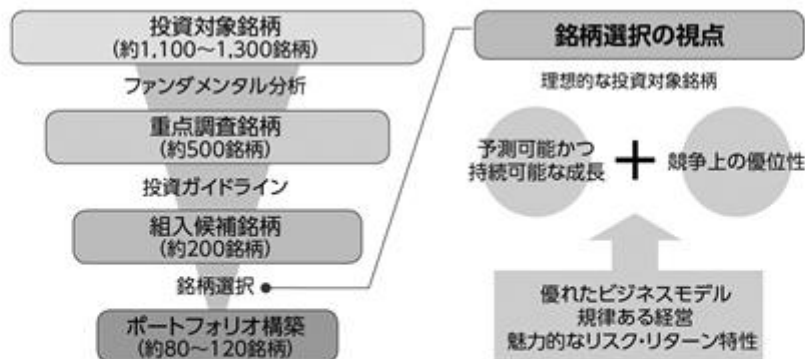 投資対象銘柄
(約1,100～1,300銘柄)
ファンダメンタル分析
重点調査銘柄
(約500銘柄)
投資ガイドライン
組入候補銘柄
(約200銘柄)
銘柄選択
ポートフォリオ構築
(約80～120銘柄)
銘柄選択の視点
理想的な投資対象銘柄
予測可能かつ
持続可能な成長
+
競争上の優位性
優れたビジネスモデル
規律ある経営
魅力的なリスク･リターン特性